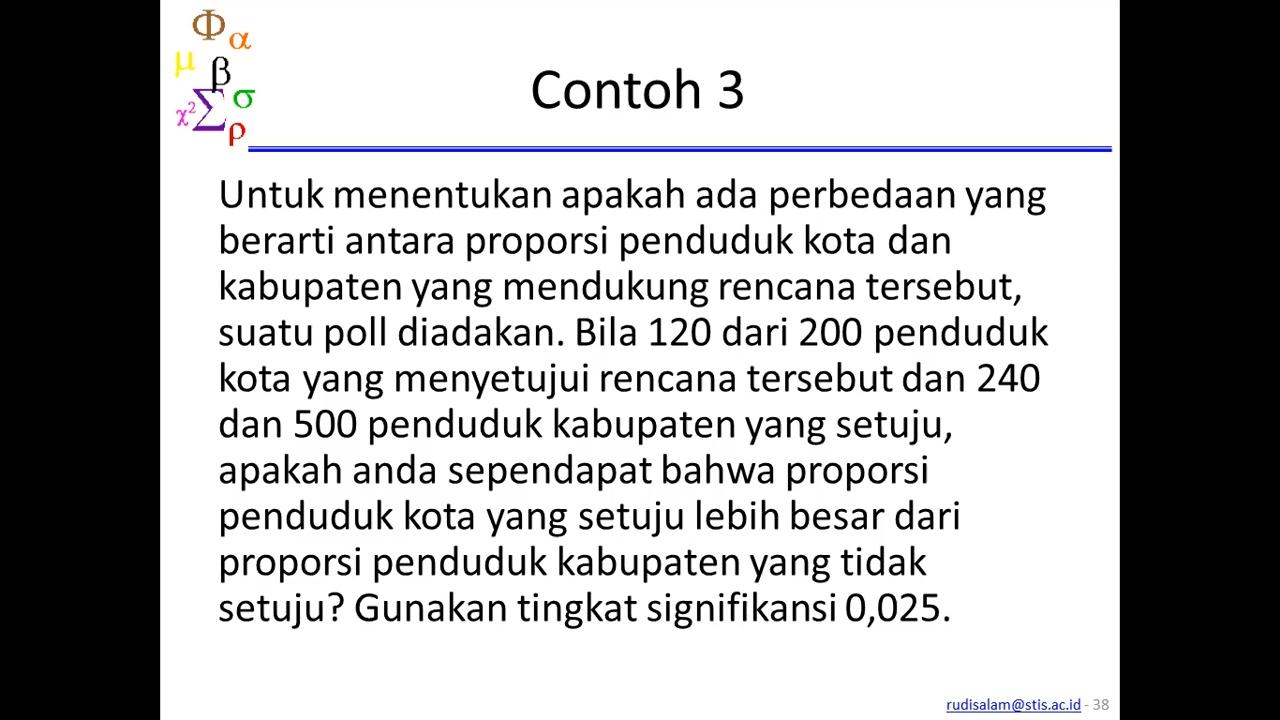 Φ α
μ β
χ² Σ σ
ρ
Contoh 3
Untuk menentukan apakah ada perbedaan yang
berarti antara proporsi penduduk kota dan
kabupaten yang mendukung rencana tersebut,
suatu poll diadakan. Bila 120 dari 200 penduduk
kota yang menyetujui rencana tersebut dan 240
dan 500 penduduk kabupaten yang setuju,
apakah anda sependapat bahwa proporsi
penduduk kota yang setuju lebih besar dari
proporsi penduduk kabupaten yang tidak
setuju? Gunakan tingkat signifikansi 0,025.
rudisalam@stis.ac.id - 38